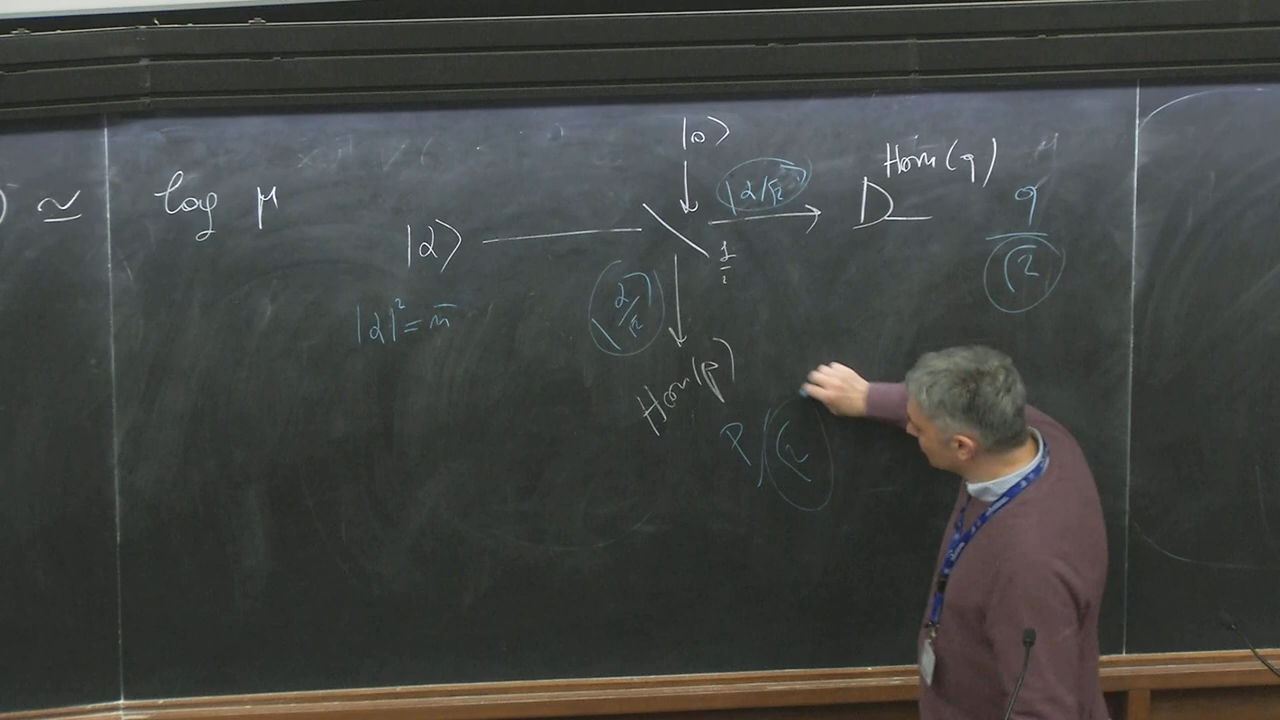 ) ≃ log μ
|0⟩
|α/√2⟩
Hom(q)
D
q
/
√2
|α⟩
1
/
2
|α/√2⟩
|α|² = n̄
Hom(p)
P/√2